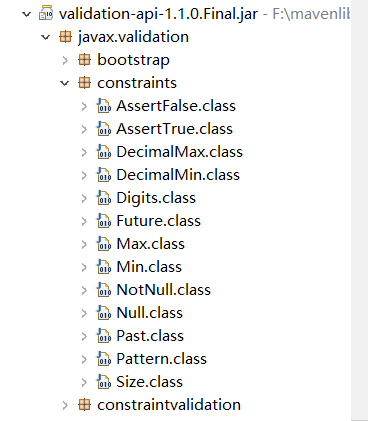 validation-api-1.1.0.Final.jar - F:\mavenlib
javax.validation
bootstrap
constraints
AssertFalse.class
AssertTrue.class
DecimalMax.class
DecimalMin.class
Digits.class
Future.class
Max.class
Min.class
NotNull.class
Null.class
Past.class
Pattern.class
Size.class
constraintvalidation